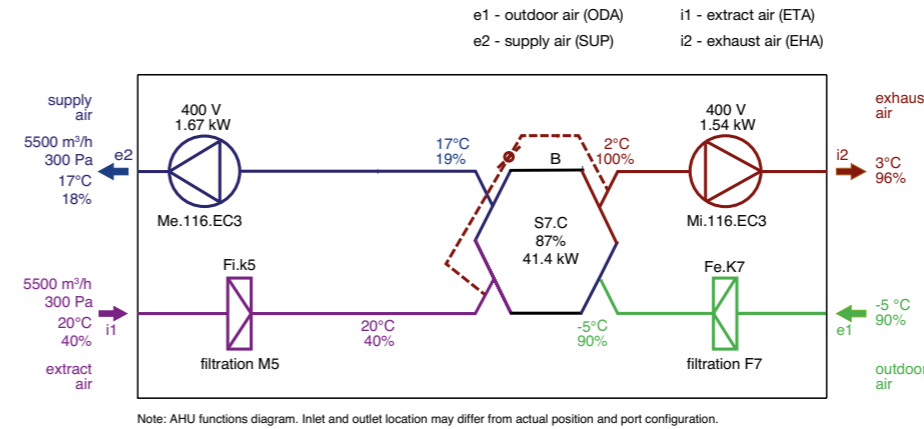 e1 - outdoor air (ODA)
i1 - extract air (ETA)
e2 - supply air (SUP)
i2 - exhaust air (EHA)
supply
air
5500 m³/h
300 Pa
17°C
18%
e2
400 V
1.67 kW
Me.116.EC3
17°C
19%
B
2°C
100%
400 V
1.54 kW
Mi.116.EC3
i2
exhaus
air
3°C
96%
S7.C
87%
41.4 kW
5500 m³/h
300 Pa
20°C
40%
i1
extract
air
Fi.k5
filtration M5
20°C
40%
-5°C
90%
Fe.K7
filtration F7
e1
-5 °C
90%
outdoor
air
Note: AHU functions diagram. Inlet and outlet location may differ from actual position and port configuration.